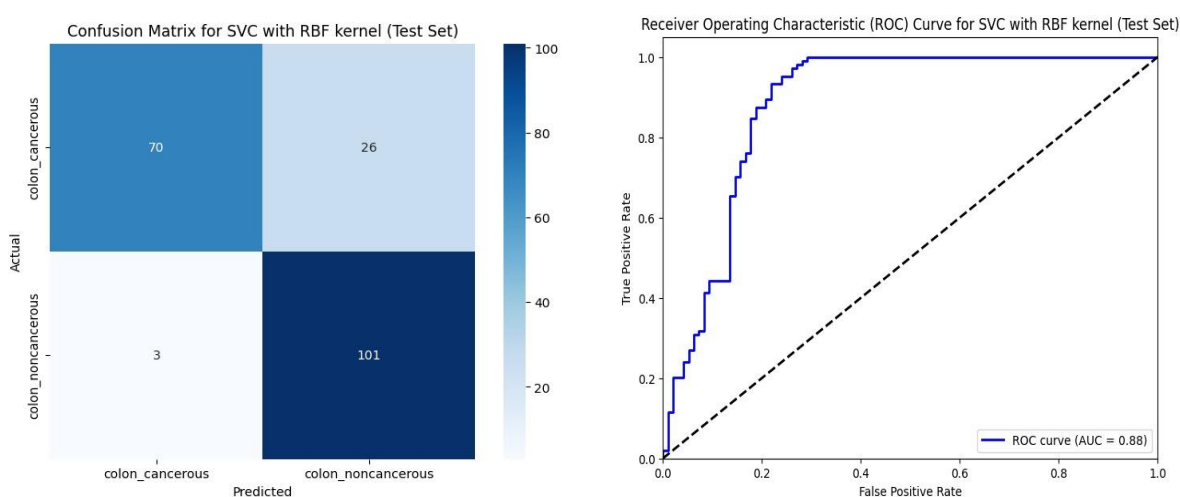 Confusion Matrix for SVC with RBF kernel (Test Set)
colon_cancerous
colon_noncancerous
Actual
70
26
3
101
colon_cancerous
colon_noncancerous
Predicted
100
80
60
40
20
Receiver Operating Characteristic (ROC) Curve for SVC with RBF kernel (Test Set)
True Positive Rate
1.0
0.8
0.6
0.4
0.2
0.0
0.0
0.2
0.4
0.6
0.8
1.0
False Positive Rate
ROC curve (AUC = 0.88)